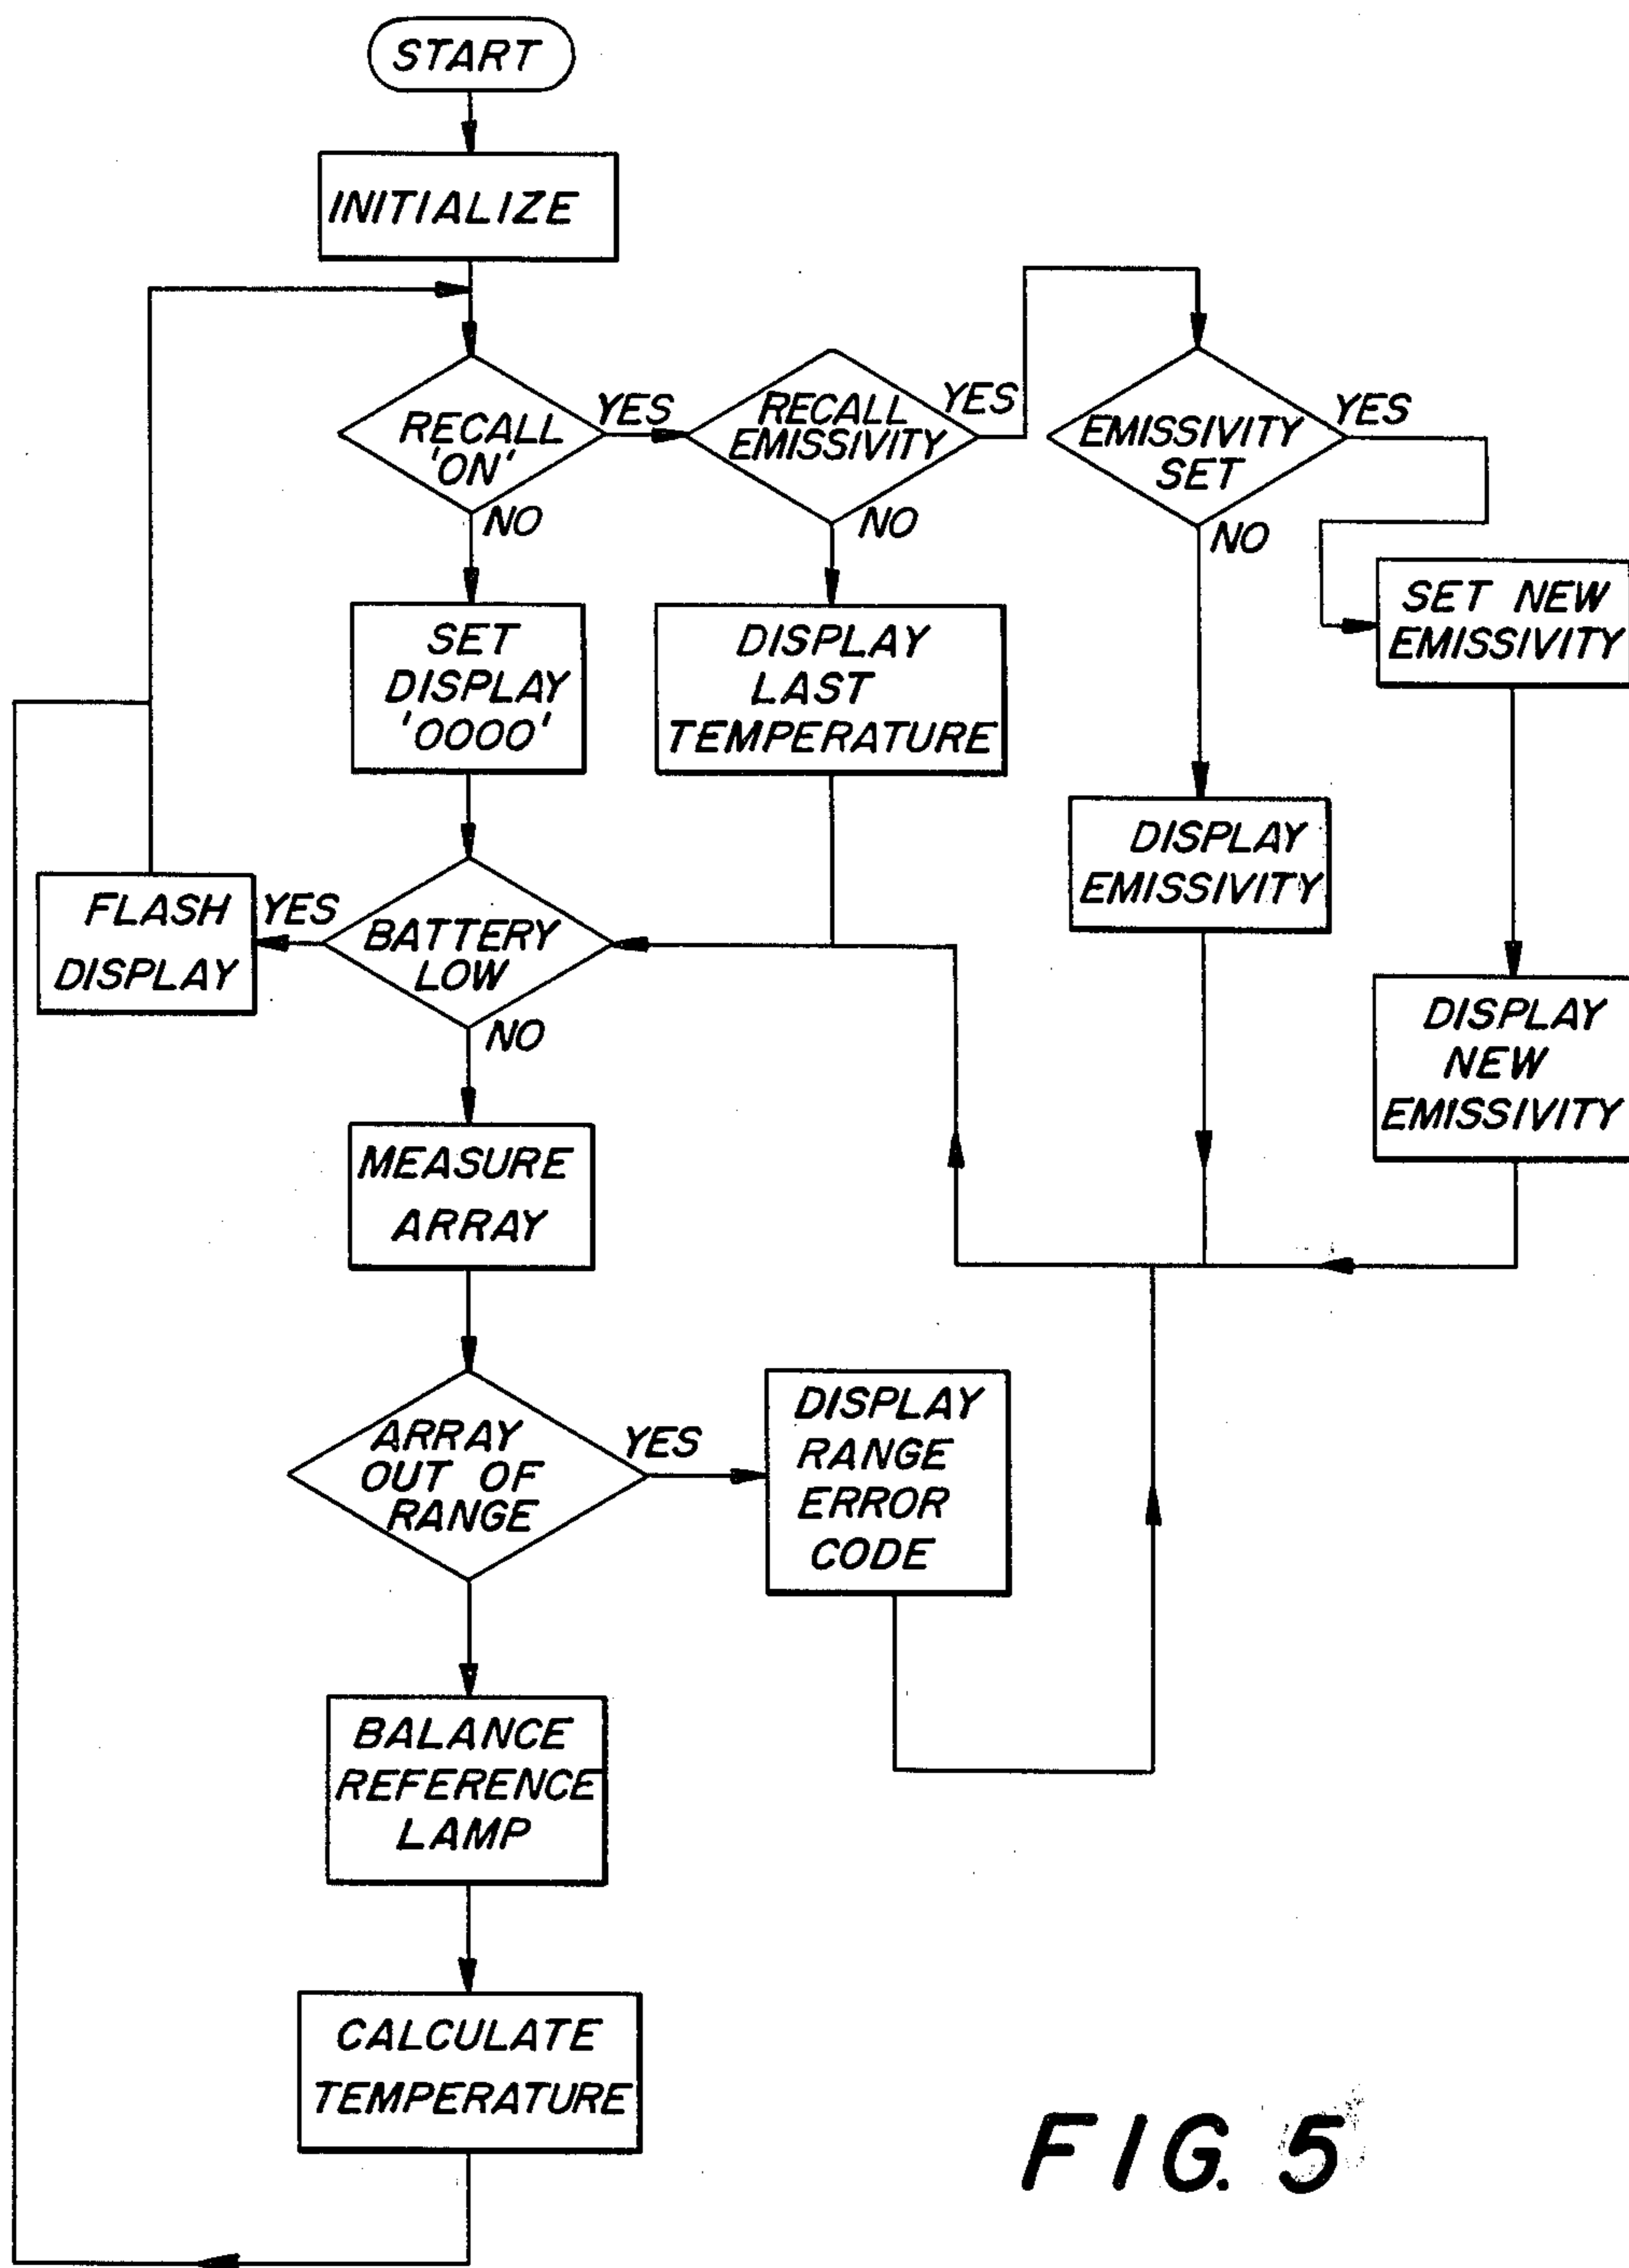 START
INITIALIZE
RECALL
'ON'
YES
NO
RECALL
EMISSIVITY
YES
NO
EMISSIVITY
SET
YES
NO
SET NEW
EMISSIVITY
SET
DISPLAY
'0000'
DISPLAY
LAST
TEMPERATURE
DISPLAY
EMISSIVITY
DISPLAY
NEW
EMISSIVITY
FLASH
DISPLAY
YES
BATTERY
LOW
NO
MEASURE
ARRAY
ARRAY
OUT OF
RANGE
YES
DISPLAY
RANGE
ERROR
CODE
BALANCE
REFERENCE
LAMP
CALCULATE
TEMPERATURE
FIG. 5